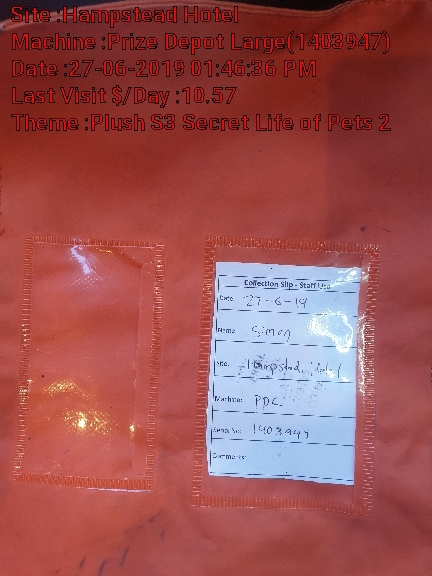 Site :Hampstead Hotel
Machine :Prize Depot Large(1403947)
Date :27-06-2019 01:46:36 PM
Last Visit $/Day :10.57
Theme :Plush S3 Secret Life of Pets 2
Collection Slip - Staff Use
Date: 27-6-19
Name: Simon
Site: Hampstead Hotel
Machine: PDL
Serial No: 1403947
Comments: